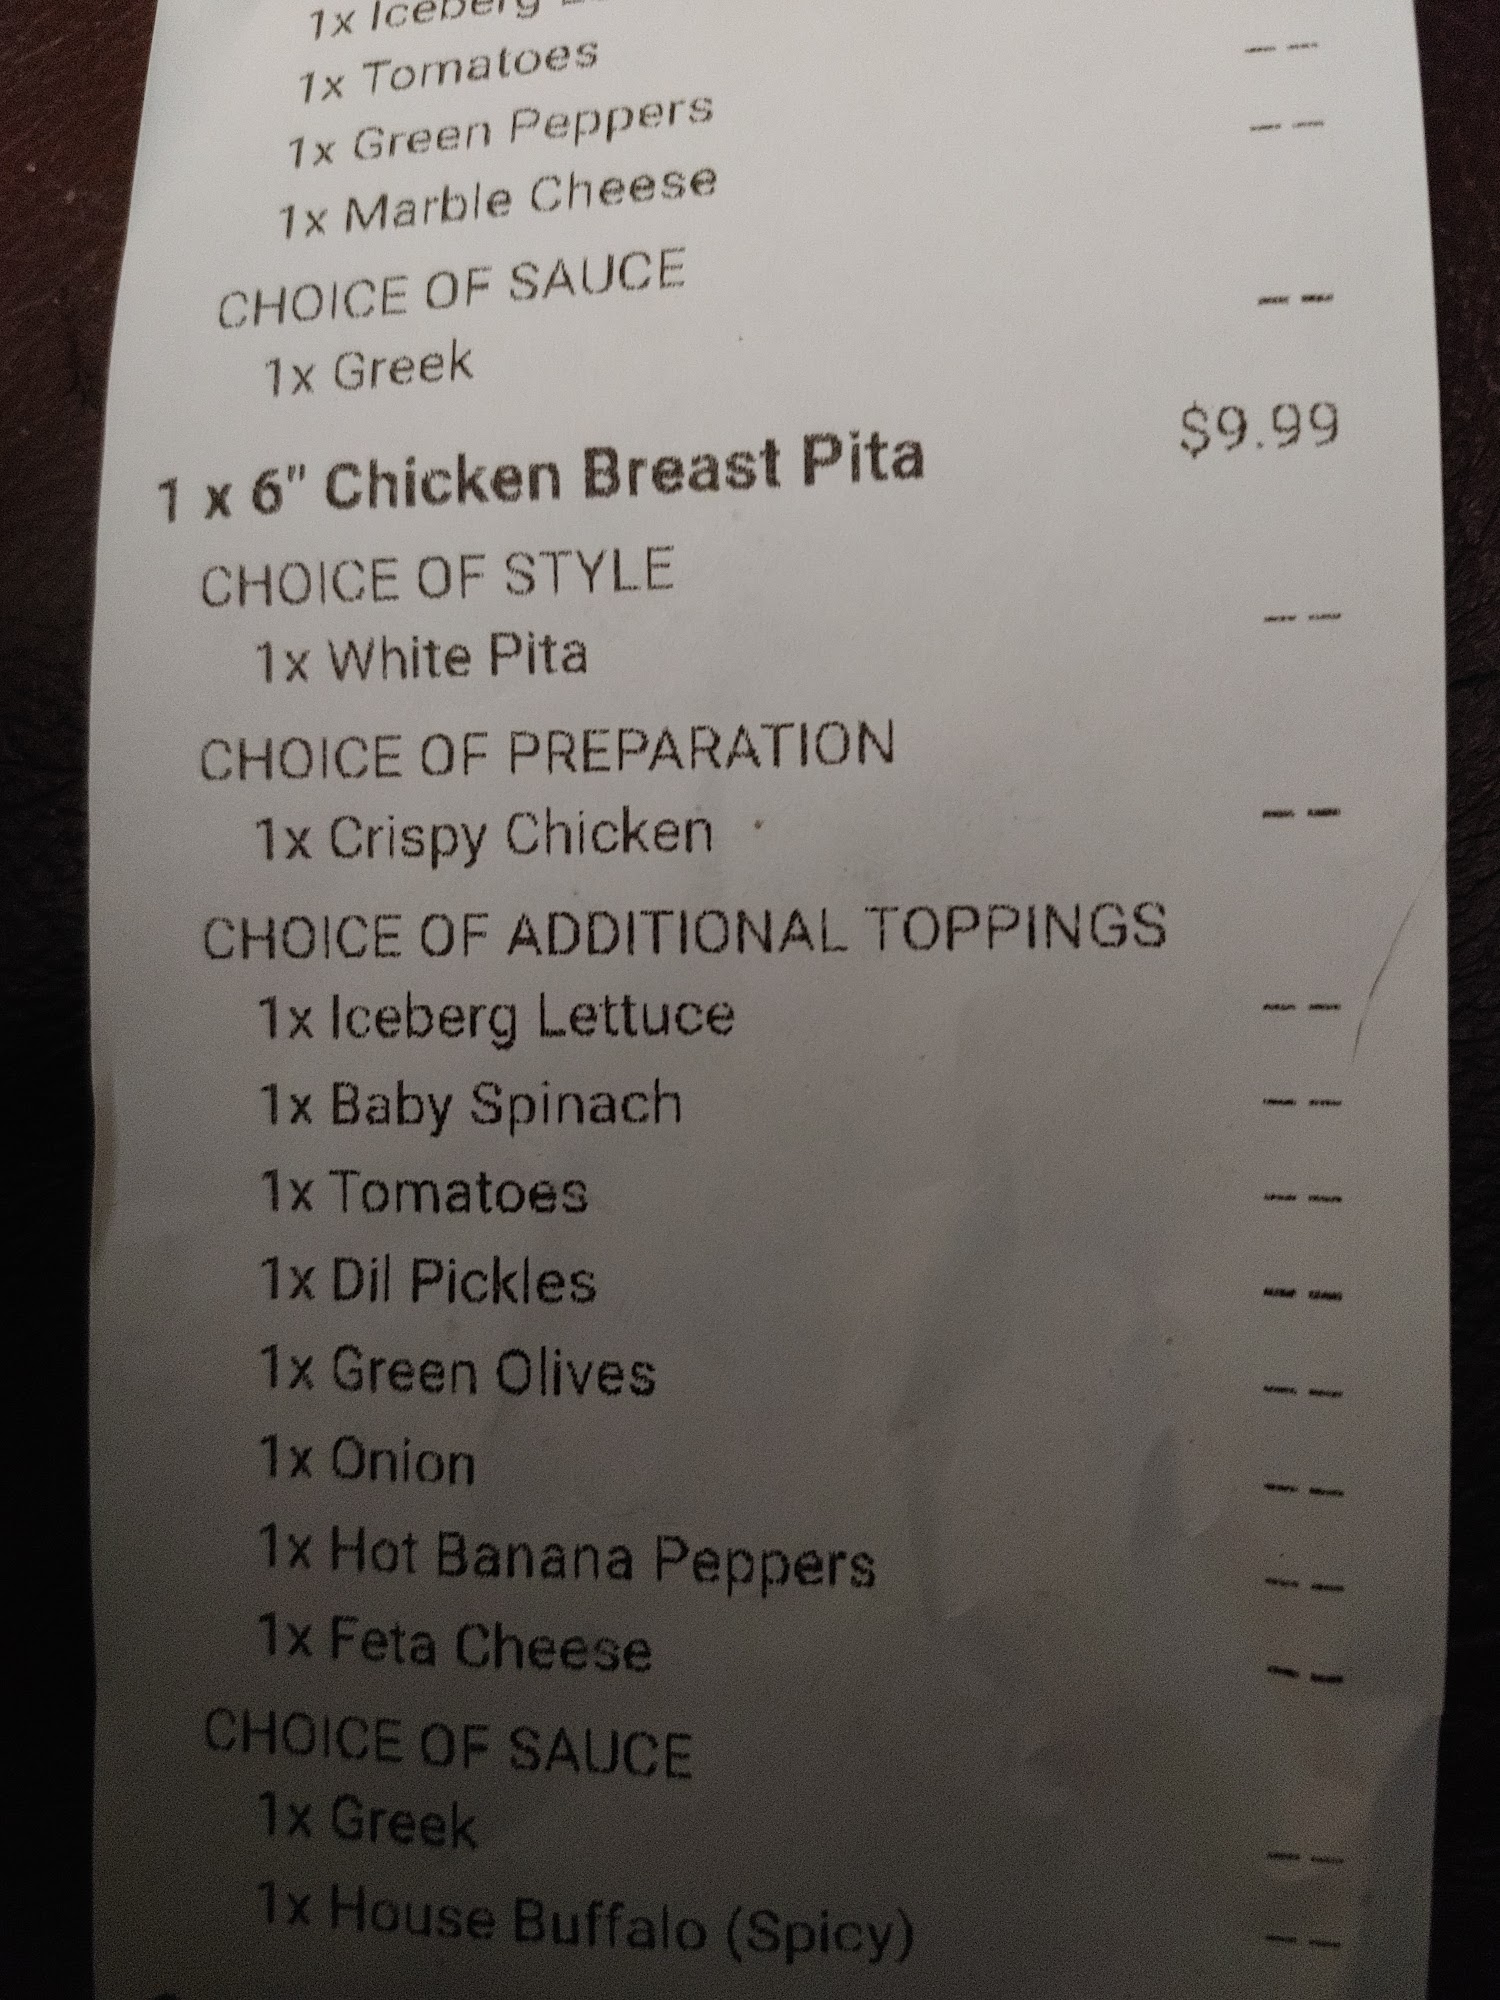 1x Iceberg
1x Tomatoes --
1x Green Peppers --
1x Marble Cheese
CHOICE OF SAUCE
1x Greek --
1 x 6" Chicken Breast Pita $9.99
CHOICE OF STYLE
1x White Pita --
CHOICE OF PREPARATION
1x Crispy Chicken --
CHOICE OF ADDITIONAL TOPPINGS
1x Iceberg Lettuce --
1x Baby Spinach --
1x Tomatoes --
1x Dil Pickles --
1x Green Olives --
1x Onion --
1x Hot Banana Peppers --
1x Feta Cheese --
CHOICE OF SAUCE
1x Greek --
1x House Buffalo (Spicy) --